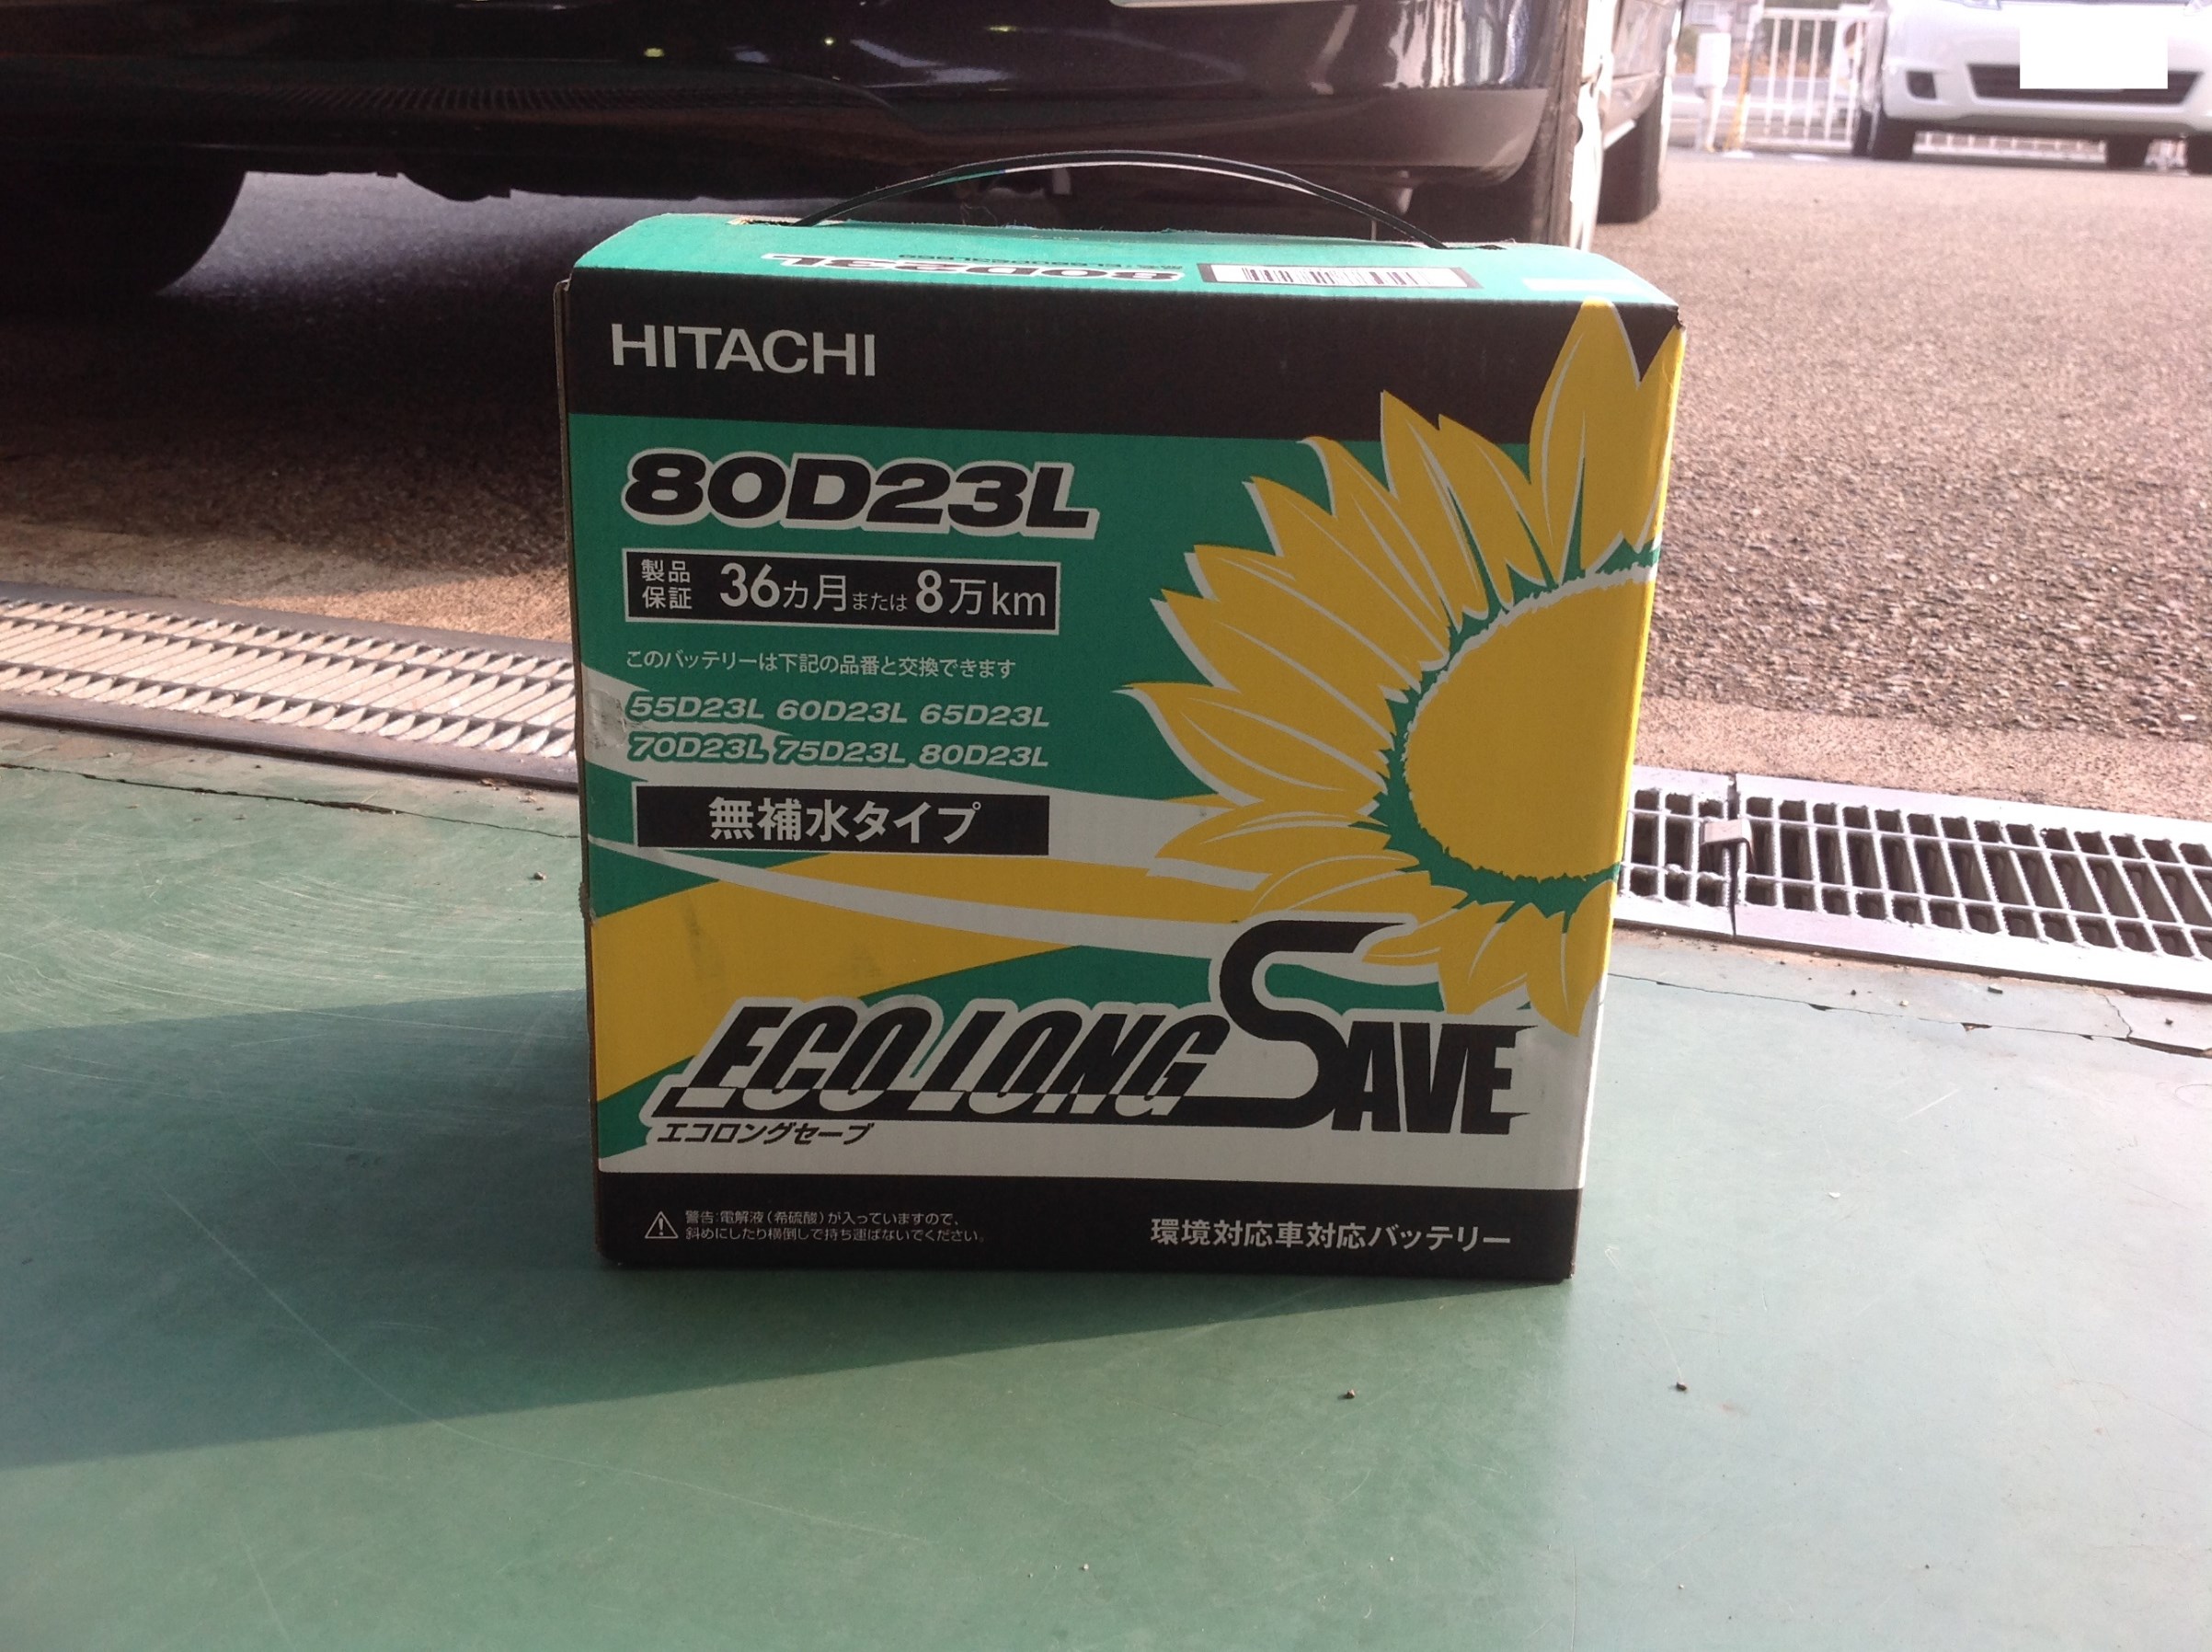 80D23L
HITACHI
80D23L
製品保証 36カ月または8万km
このバッテリーは下記の品番と交換できます
55D23L 60D23L 65D23L
70D23L 75D23L 80D23L
無補水タイプ
ECO LONG SAVE
エコロングセーブ
警告:電解液(希硫酸)が入っていますので、
斜めにしたり横倒しで持ち運ばないでください。
環境対応車対応バッテリー